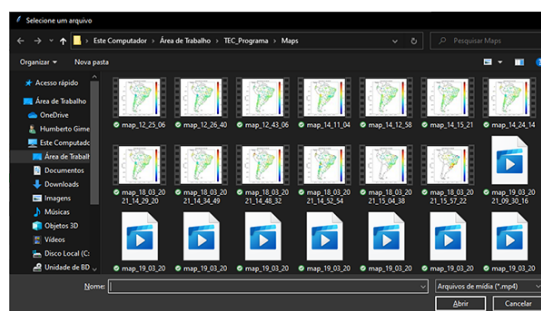 Selecione um arquivo
Este Computador > Área de Trabalho > TEC_Programa > Maps
Pesquisar Maps
Organizar
Nova pasta
Acesso rápido
Área de Trabalho
OneDrive
Humberto Gime
Este Computado
Área de Trabalh
Documentos
Downloads
Imagens
Músicas
Objetos 3D
Vídeos
Disco Local (C:
Unidade de BD
map_12_25_06
map_12_26_40
map_12_43_06
map_14_11_04
map_14_12_58
map_14_15_21
map_14_24_14
map_18_03_20
21_14_29_20
map_18_03_20
21_14_34_49
map_18_03_20
21_14_48_32
map_18_03_20
21_14_52_54
map_18_03_20
21_15_04_38
map_18_03_20
21_15_57_22
map_19_03_20
21_09_30_16
map_19_03_20
map_19_03_20
map_19_03_20
map_19_03_20
map_19_03_20
map_19_03_20
map_19_03_20
Nome:
Arquivos de mídia (*.mp4)
Abrir
Cancelar